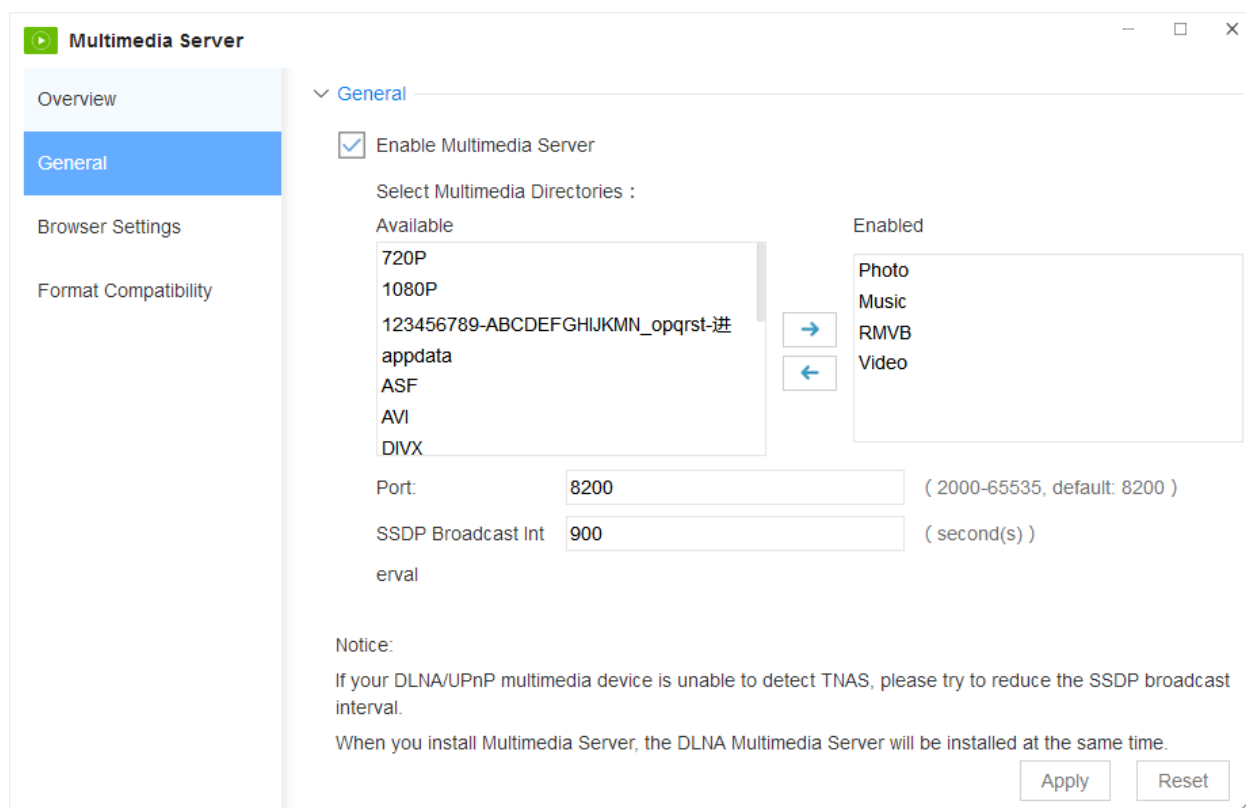 Multimedia Server
Overview
General
Browser Settings
Format Compatibility
General
Enable Multimedia Server
Select Multimedia Directories：
Available
720P
1080P
123456789-ABCDEFGHIJKMN_opqrst-进
appdata
ASF
AVI
DIVX
Enabled
Photo
Music
RMVB
Video
Port:
8200
( 2000-65535, default: 8200 )
SSDP Broadcast Int
erval
900
( second(s) )
Notice:
If your DLNA/UPnP multimedia device is unable to detect TNAS, please try to reduce the SSDP broadcast
interval.
When you install Multimedia Server, the DLNA Multimedia Server will be installed at the same time.
Apply
Reset